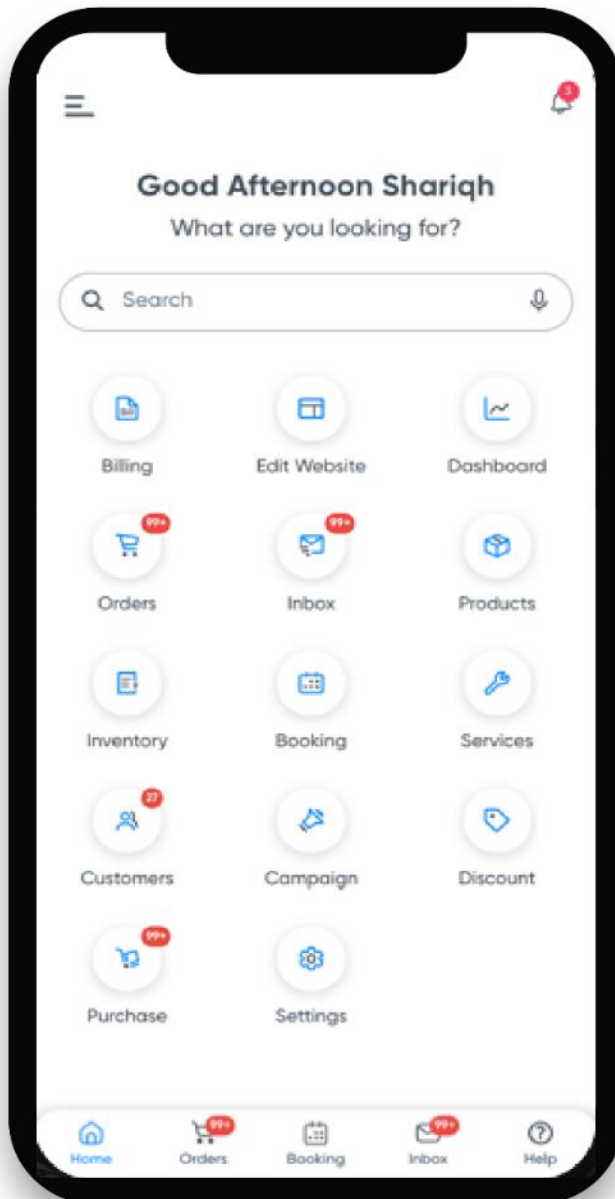 3
Good Afternoon Shariqh
What are you looking for?
Search
Billing Edit Website Dashboard
99+ 99+
Orders Inbox Products
Inventory Booking Services
27
Customers Campaign Discount
99+
Purchase Settings
99+ 99+
Home Orders Booking Inbox Help